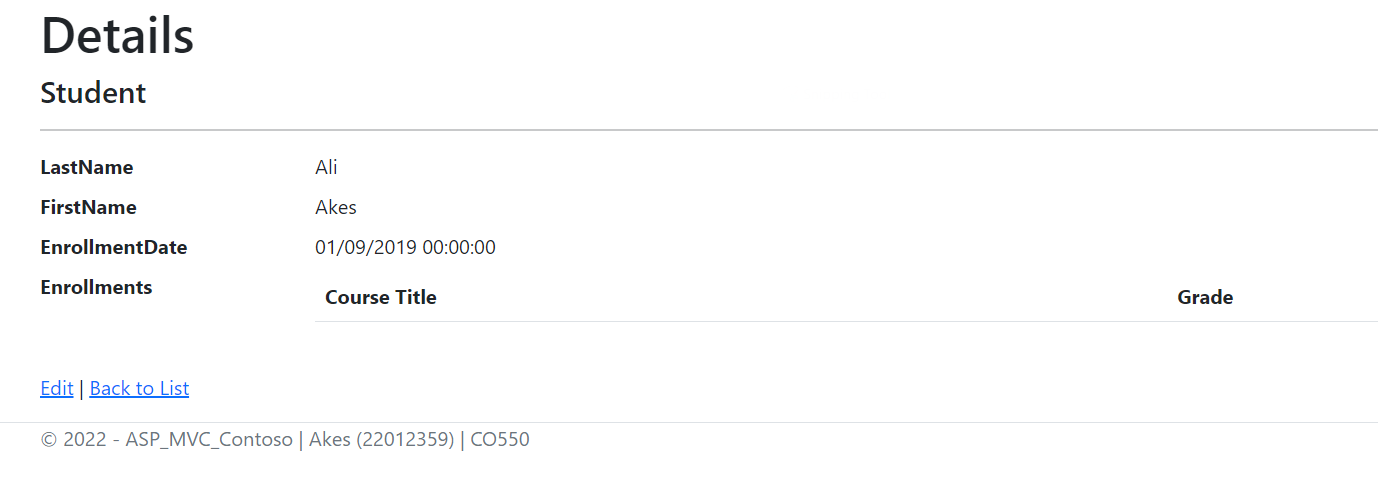 Details
Student
LastName Ali
FirstName Akes
EnrollmentDate 01/09/2019 00:00:00
Enrollments Course Title Grade
Edit | Back to List
© 2022 - ASP_MVC_Contoso | Akes (22012359) | CO550